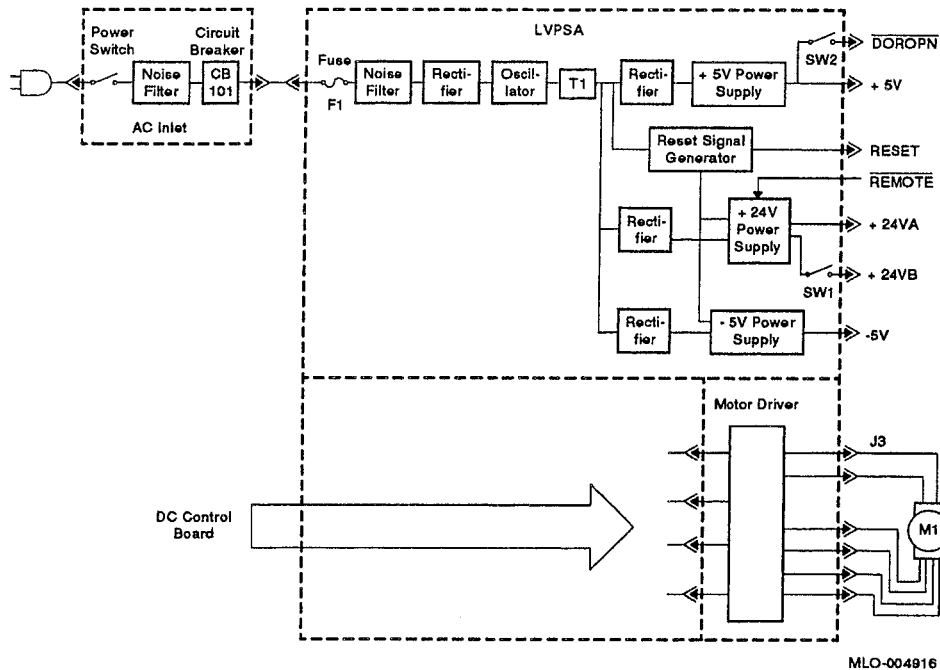 LVPSA
Power
Switch
Circuit
Breaker
Noise
Filter
CB
101
AC Inlet
Fuse
F1
Noise
Filter
Recti-
fier
Oscil-
lator
T1
Recti-
fier
+ 5V Power
Supply
SW2
DOROPN
+ 5V
Reset Signal
Generator
RESET
REMOTE
Recti-
fier
+ 24V
Power
Supply
+ 24VA
SW1
+ 24VB
Recti-
fier
- 5V Power
Supply
-5V
Motor Driver
J3
DC Control
Board
M1
MLO-004916